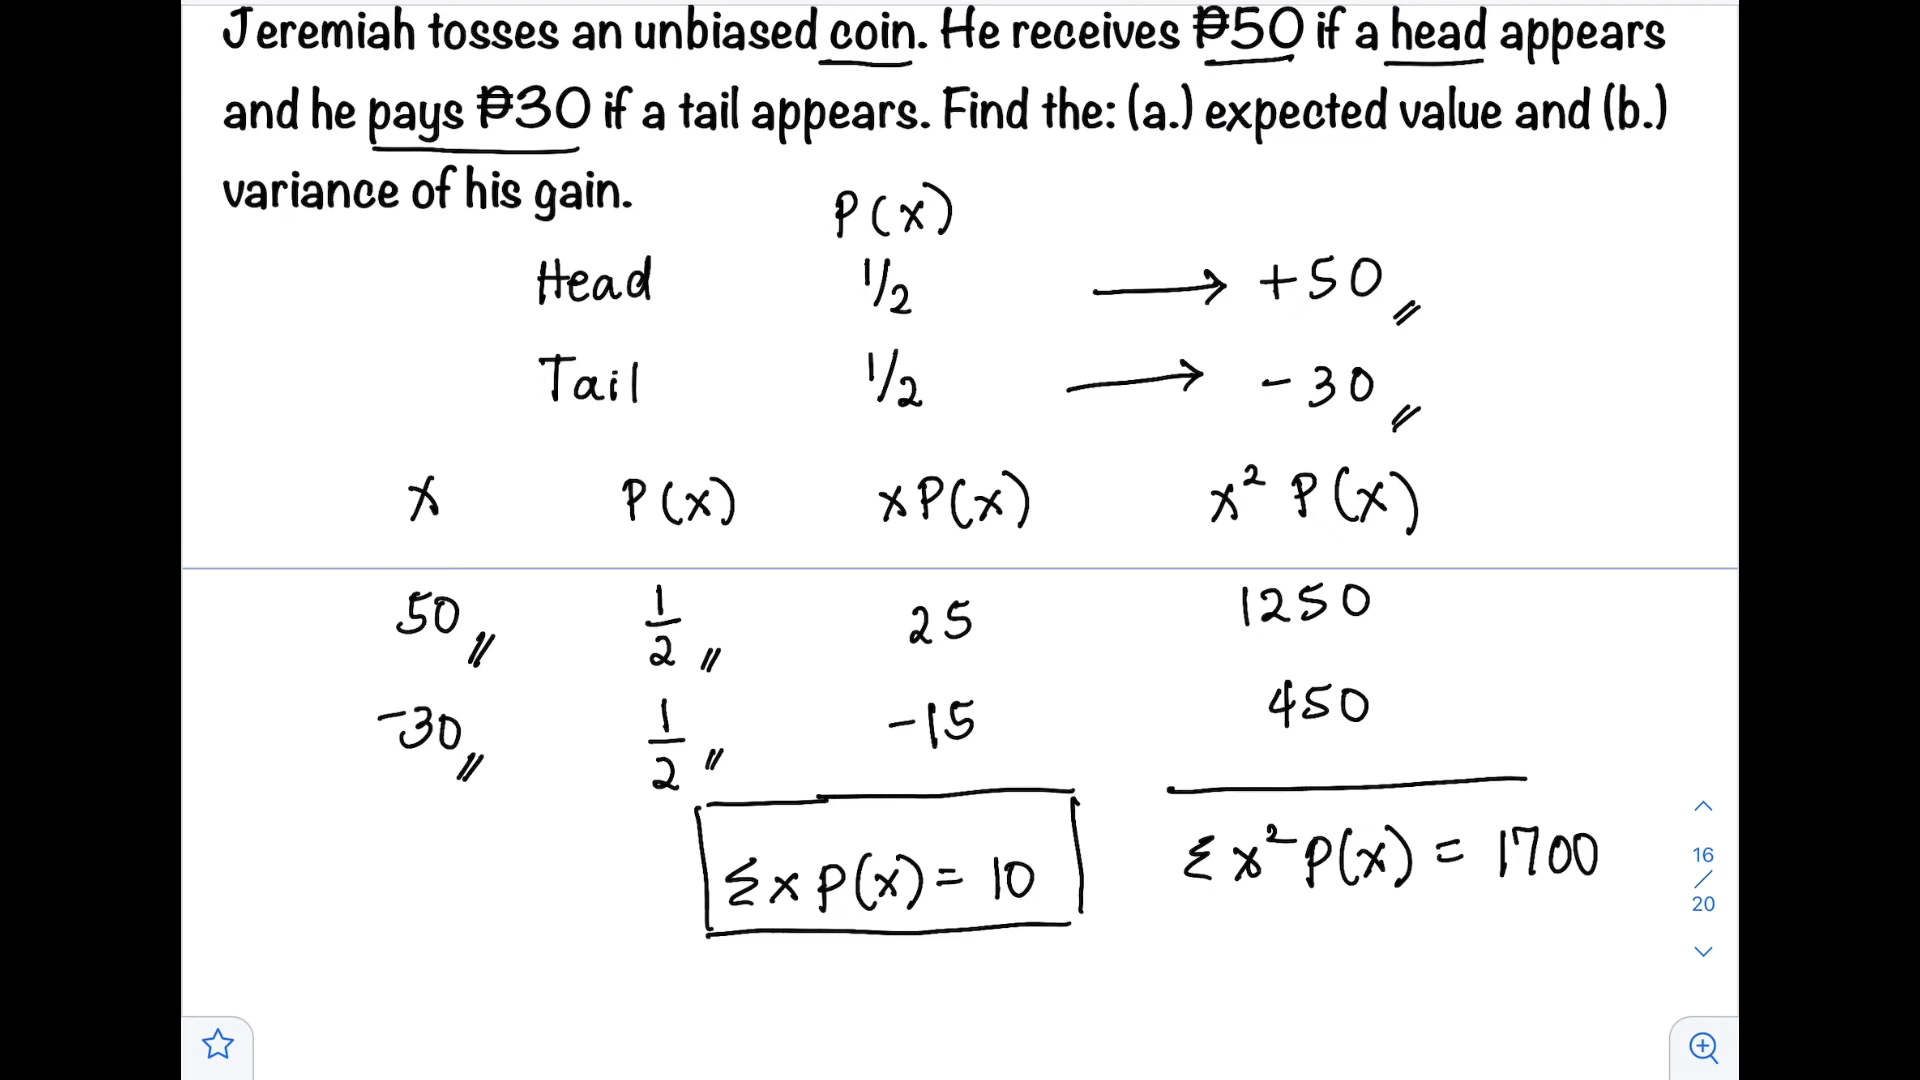 Jeremiah tosses an unbiased coin. He receives ₱50 if a head appears
and he pays ₱30 if a tail appears. Find the: (a.) expected value and (b.)
variance of his gain.
P(x)
Head 1/2 → +50
Tail 1/2 → -30
x P(x) xP(x) x² P(x)
50 1/2 25 1250
-30 1/2 -15 450
Σ x P(x) = 10 Σ x² P(x) = 1700
16
/
20